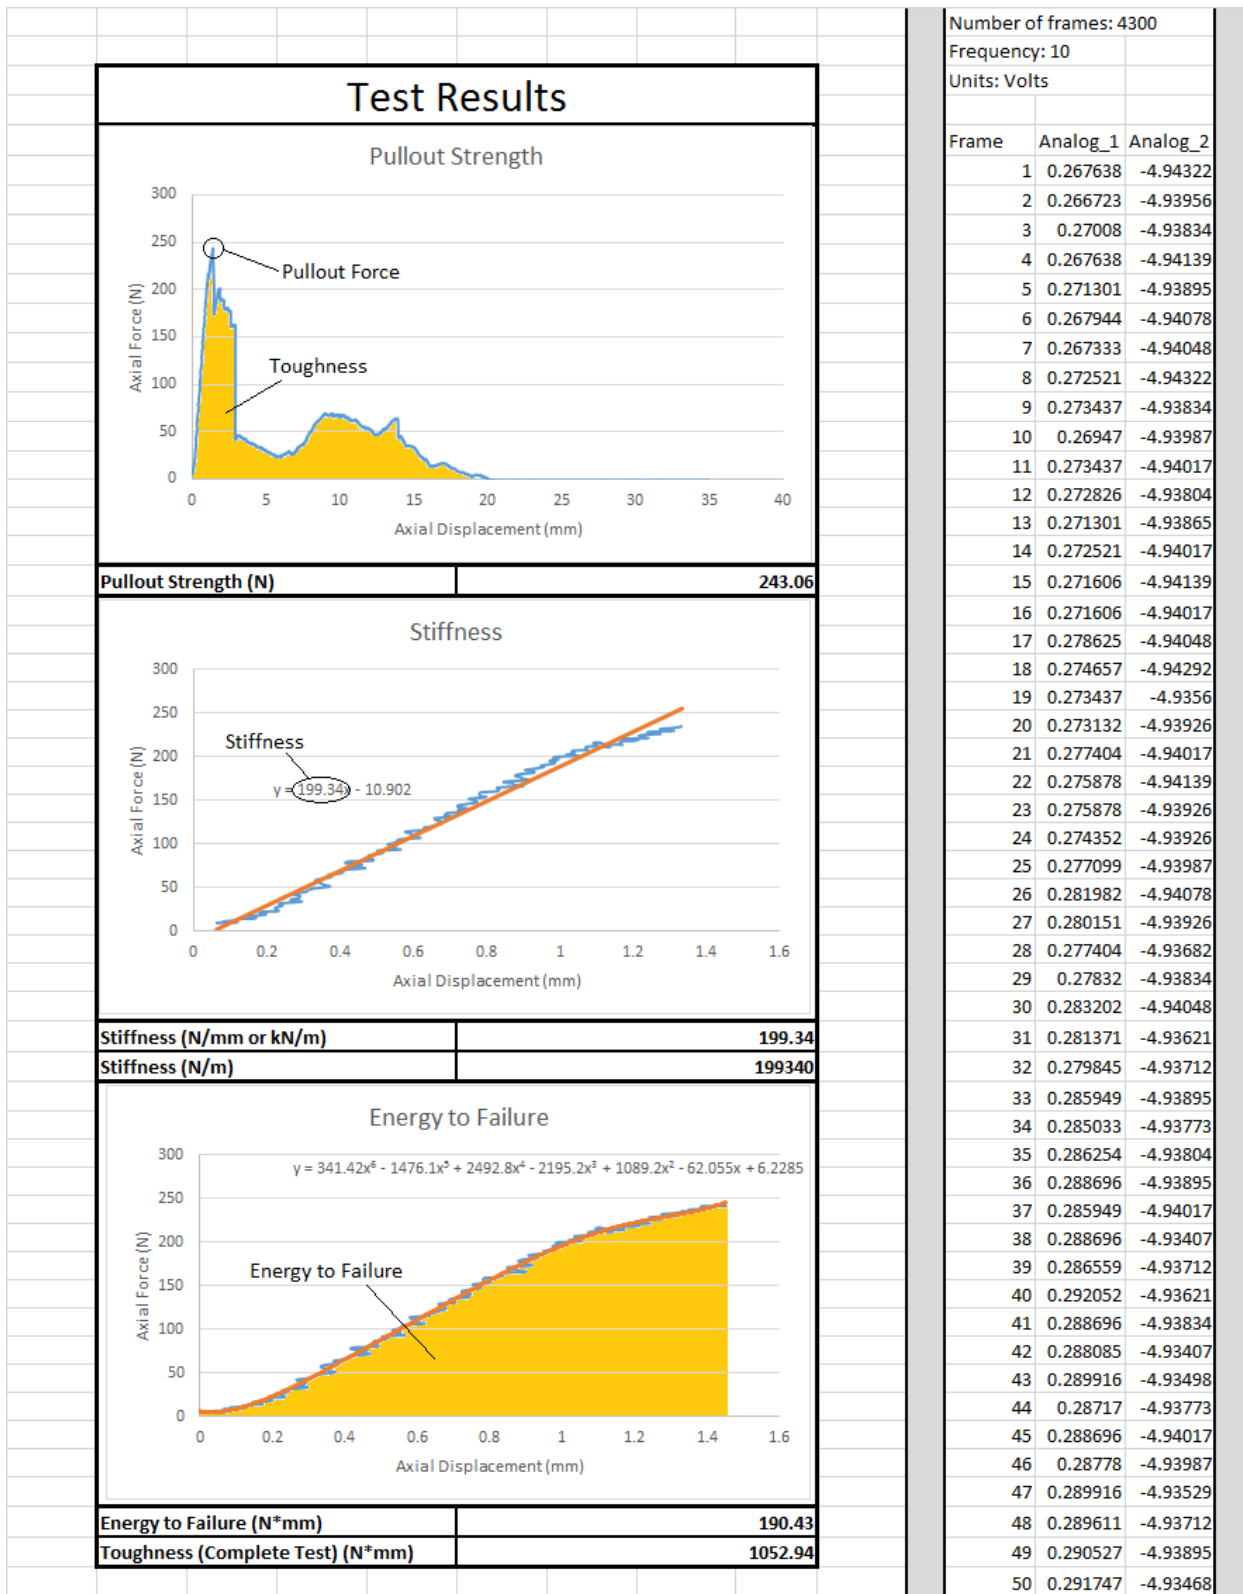 Test Results
Pullout Strength
300
250
200
150
100
50
0
Axial Force (N)
Pullout Force
Toughness
0 5 10 15 20 25 30 35 40
Axial Displacement (mm)
Pullout Strength (N) 243.06
Stiffness
300
250
200
150
100
50
0
Axial Force (N)
Stiffness
y = 199.34x - 10.902
0 0.2 0.4 0.6 0.8 1 1.2 1.4 1.6
Axial Displacement (mm)
Stiffness (N/mm or kN/m) 199.34
Stiffness (N/m) 199340
Energy to Failure
300
250
200
150
100
50
0
Axial Force (N)
y = 341.42x⁶ - 1476.1x⁵ + 2492.8x⁴ - 2195.2x³ + 1089.2x² - 62.055x + 6.2285
Energy to Failure
0 0.2 0.4 0.6 0.8 1 1.2 1.4 1.6
Axial Displacement (mm)
Energy to Failure (N*mm) 190.43
Toughness (Complete Test) (N*mm) 1052.94
Number of frames: 4300
Frequency: 10
Units: Volts
Frame Analog_1 Analog_2
1 0.267638 -4.94322
2 0.266723 -4.93956
3 0.27008 -4.93834
4 0.267638 -4.94139
5 0.271301 -4.93895
6 0.267944 -4.94078
7 0.267333 -4.94048
8 0.272521 -4.94322
9 0.273437 -4.93834
10 0.26947 -4.93987
11 0.273437 -4.94017
12 0.272826 -4.93804
13 0.271301 -4.93865
14 0.272521 -4.94017
15 0.271606 -4.94139
16 0.271606 -4.94017
17 0.278625 -4.94048
18 0.274657 -4.94292
19 0.273437 -4.9356
20 0.273132 -4.93926
21 0.277404 -4.94017
22 0.275878 -4.94139
23 0.275878 -4.93926
24 0.274352 -4.93926
25 0.277099 -4.93987
26 0.281982 -4.94078
27 0.280151 -4.93926
28 0.277404 -4.93682
29 0.27832 -4.93834
30 0.283202 -4.94048
31 0.281371 -4.93621
32 0.279845 -4.93712
33 0.285949 -4.93895
34 0.285033 -4.93773
35 0.286254 -4.93804
36 0.288696 -4.93895
37 0.285949 -4.94017
38 0.288696 -4.93407
39 0.286559 -4.93712
40 0.292052 -4.93621
41 0.288696 -4.93834
42 0.288085 -4.93407
43 0.289916 -4.93498
44 0.28717 -4.93773
45 0.288696 -4.94017
46 0.28778 -4.93987
47 0.289916 -4.93529
48 0.289611 -4.93712
49 0.290527 -4.93895
50 0.291747 -4.93468